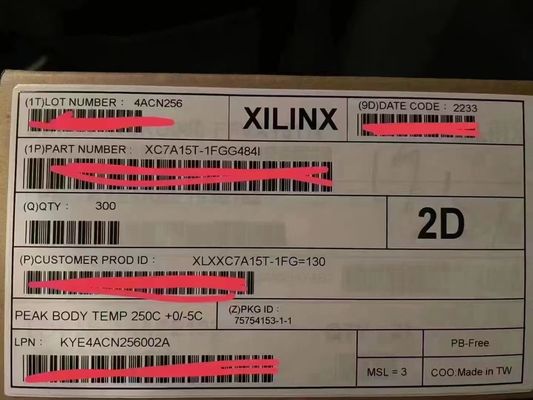 (1T)LOT NUMBER : 4ACN256
XILINX
(9D)DATE CODE : 2233
(1P)PART NUMBER : XC7A15T-1FGG484I
(Q)QTY : 300
2D
(P)CUSTOMER PROD ID : XLXXC7A15T-1FG=130
PEAK BODY TEMP 250C +0/-5C
(Z)PKG ID :
75754153-1-1
LPN : KYE4ACN256002A
PB-Free
MSL = 3
COO:Made in TW